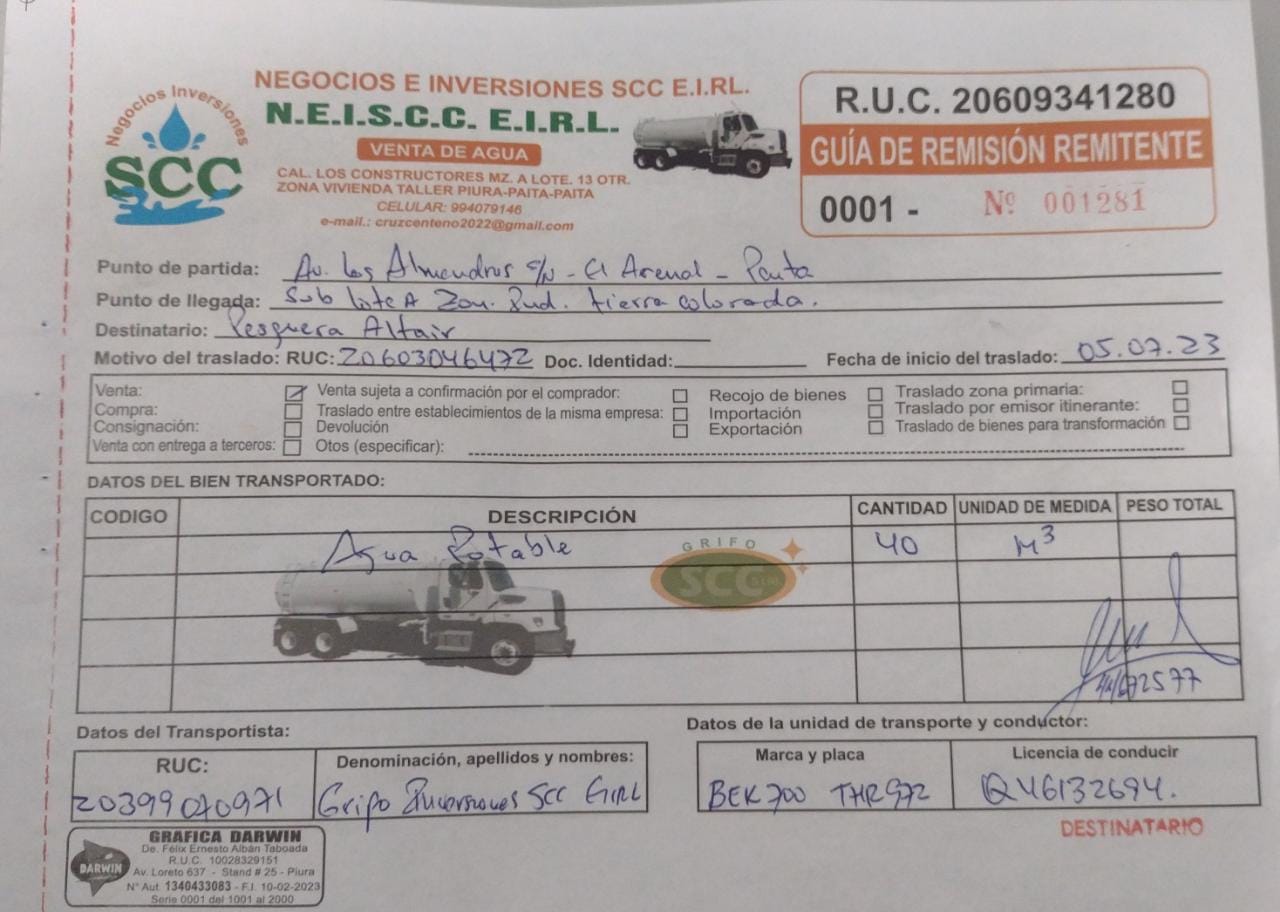 Negocios Inversiones
SCC
NEGOCIOS E INVERSIONES SCC E.I.RL.
N.E.I.S.C.C. E.I.R.L.
VENTA DE AGUA
CAL. LOS CONSTRUCTORES MZ. A LOTE. 13 OTR.
ZONA VIVIENDA TALLER PIURA-PAITA-PAITA
CELULAR: 994079146
e-mail.: cruzcenteno2022@gmail.com
R.U.C. 20609341280
GUÍA DE REMISIÓN REMITENTE
0001 - Nº 001281
Punto de partida: Av. Los Almendros S/N - El Arenal - Paita
Punto de llegada: Sub lote A Zon. Ind. tierra colorada.
Destinatario: Pesquera Altair
Motivo del traslado: RUC: 20603046472 Doc. Identidad: Fecha de inicio del traslado: 05.07.23
Venta: Venta sujeta a confirmación por el comprador: Recojo de bienes Traslado zona primaria:
Compra: Traslado entre establecimientos de la misma empresa: Importación Traslado por emisor itinerante:
Consignación: Devolución Exportación Traslado de bienes para transformación
Venta con entrega a terceros: Otos (especificar):
DATOS DEL BIEN TRANSPORTADO:
CODIGO DESCRIPCIÓN CANTIDAD UNIDAD DE MEDIDA PESO TOTAL
Agua Potable 40 M³
GRIFO
SCC
Datos del Transportista: Datos de la unidad de transporte y conductor:
RUC: Denominación, apellidos y nombres: Marca y placa Licencia de conducir
20399070971 Grifo Inversiones SCC EIRL BEK700 THR972 Q46132694.
DESTINATARIO
DARWIN
GRAFICA DARWIN
De. Félix Ernesto Albán Taboada
R.U.C. 10028329151
Av. Loreto 637 - Stand # 25 - Piura
N° Aut. 1340433083 - F.I. 10-02-2023
Serie 0001 del 1001 al 2000